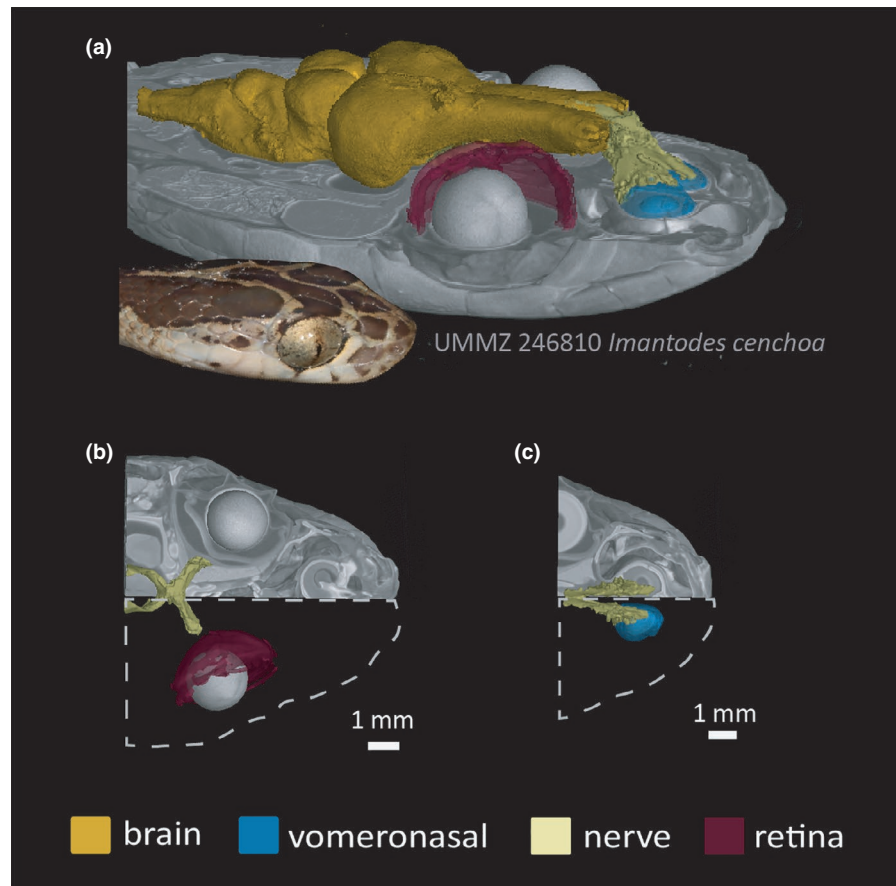 (a)
UMMZ 246810 Imantodes cenchoa
(b)
(c)
1 mm
1 mm
brain
vomeronasal
nerve
retina